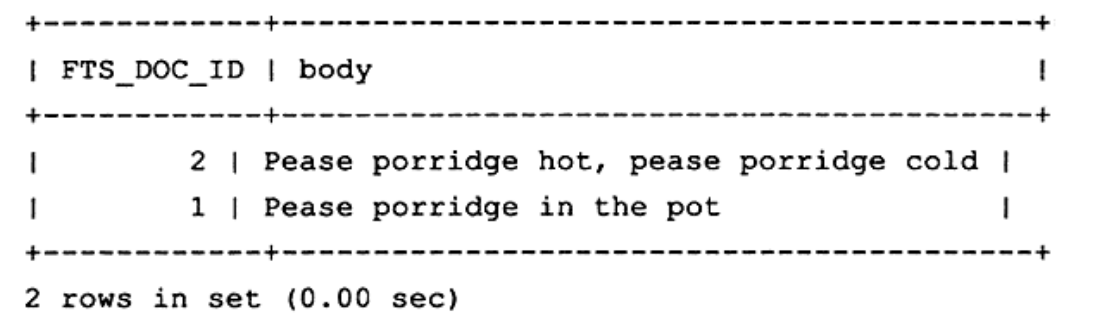 +-------------+------------------------------------------+
| FTS_DOC_ID | body                                     |
+-------------+------------------------------------------+
|        2 | Pease porridge hot, pease porridge cold |
|        1 | Pease porridge in the pot               |
+-------------+------------------------------------------+
2 rows in set (0.00 sec)